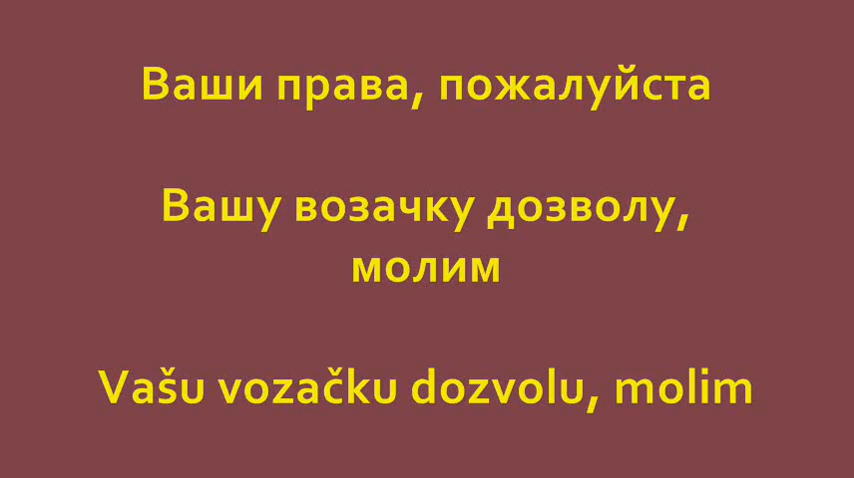 Ваши права, пожалуйста
Вашу возачку дозволу,
молим
Vašu vozačku dozvolu, molim